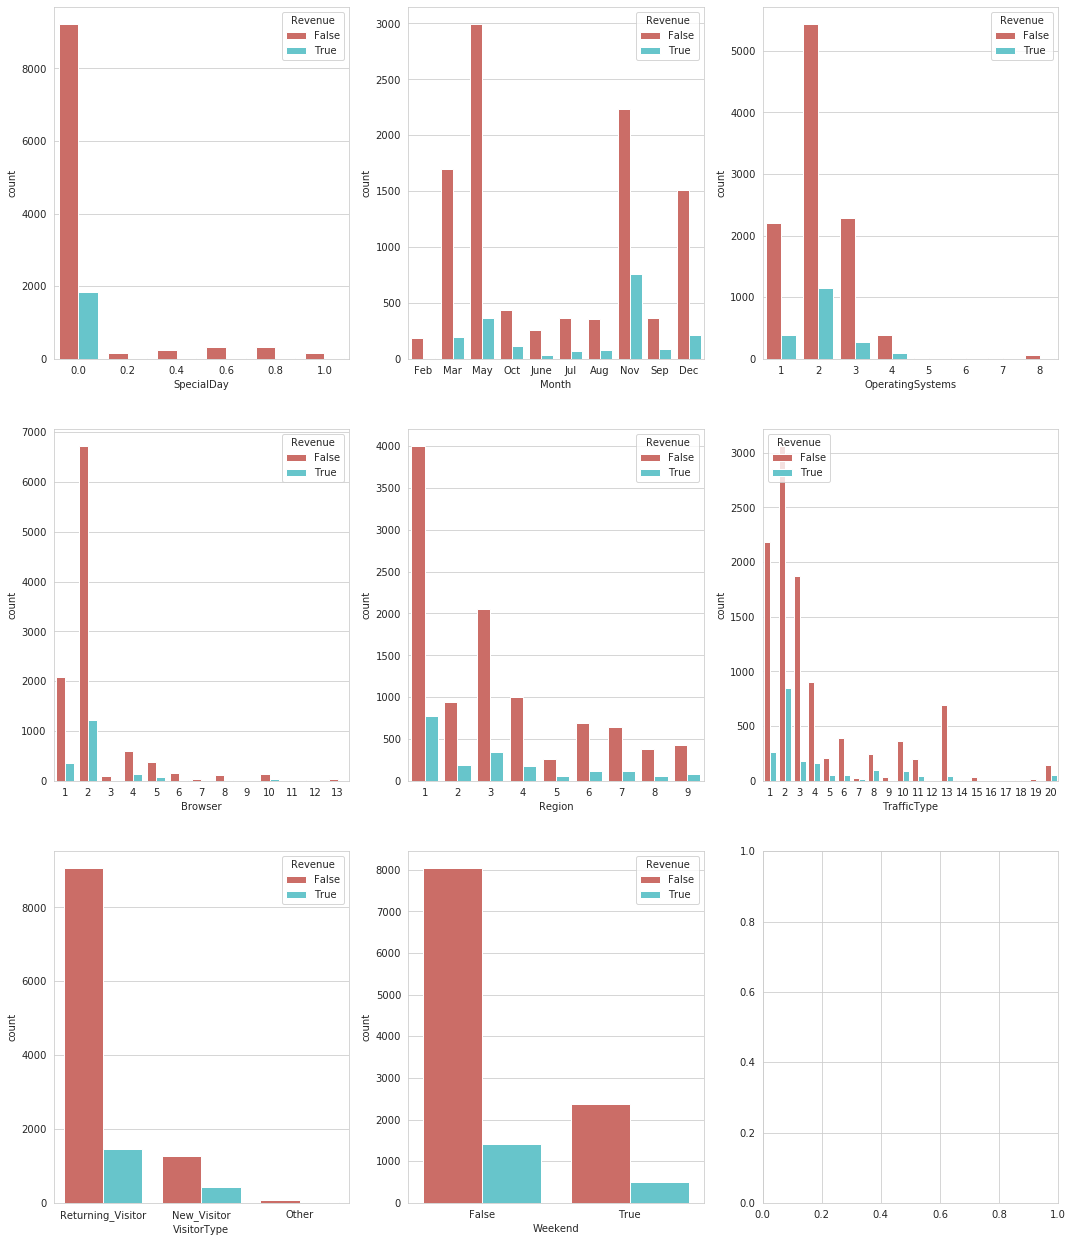 Revenue
False
True
8000
6000
4000
2000
0
count
0.0 0.2 0.4 0.6 0.8 1.0
SpecialDay
Revenue
False
True
3000
2500
2000
1500
1000
500
0
count
Feb Mar May Oct June Jul Aug Nov Sep Dec
Month
Revenue
False
True
5000
4000
3000
2000
1000
0
count
1 2 3 4 5 6 7 8
OperatingSystems
Revenue
False
True
7000
6000
5000
4000
3000
2000
1000
0
count
1 2 3 4 5 6 7 8 9 10 11 12 13
Browser
Revenue
False
True
4000
3500
3000
2500
2000
1500
1000
500
0
count
1 2 3 4 5 6 7 8 9
Region
Revenue
False
True
3000
2500
2000
1500
1000
500
0
count
1 2 3 4 5 6 7 8 9 10 11 12 13 14 15 16 17 18 19 20
TrafficType
Revenue
False
True
8000
6000
4000
2000
0
count
Returning_Visitor New_Visitor Other
VisitorType
Revenue
False
True
8000
7000
6000
5000
4000
3000
2000
1000
0
count
False True
Weekend
1.0
0.8
0.6
0.4
0.2
0.0
0.0 0.2 0.4 0.6 0.8 1.0